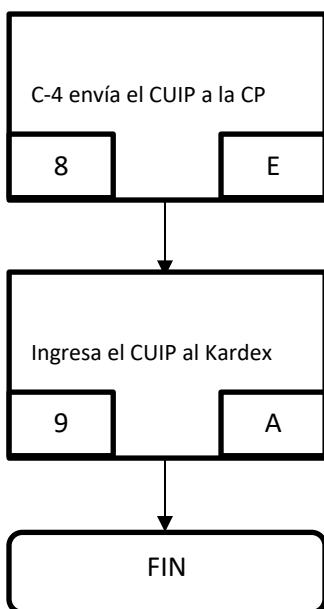 C-4 envía el CUIP a la CP
8 E
Ingresa el CUIP al Kardex
9 A
FIN